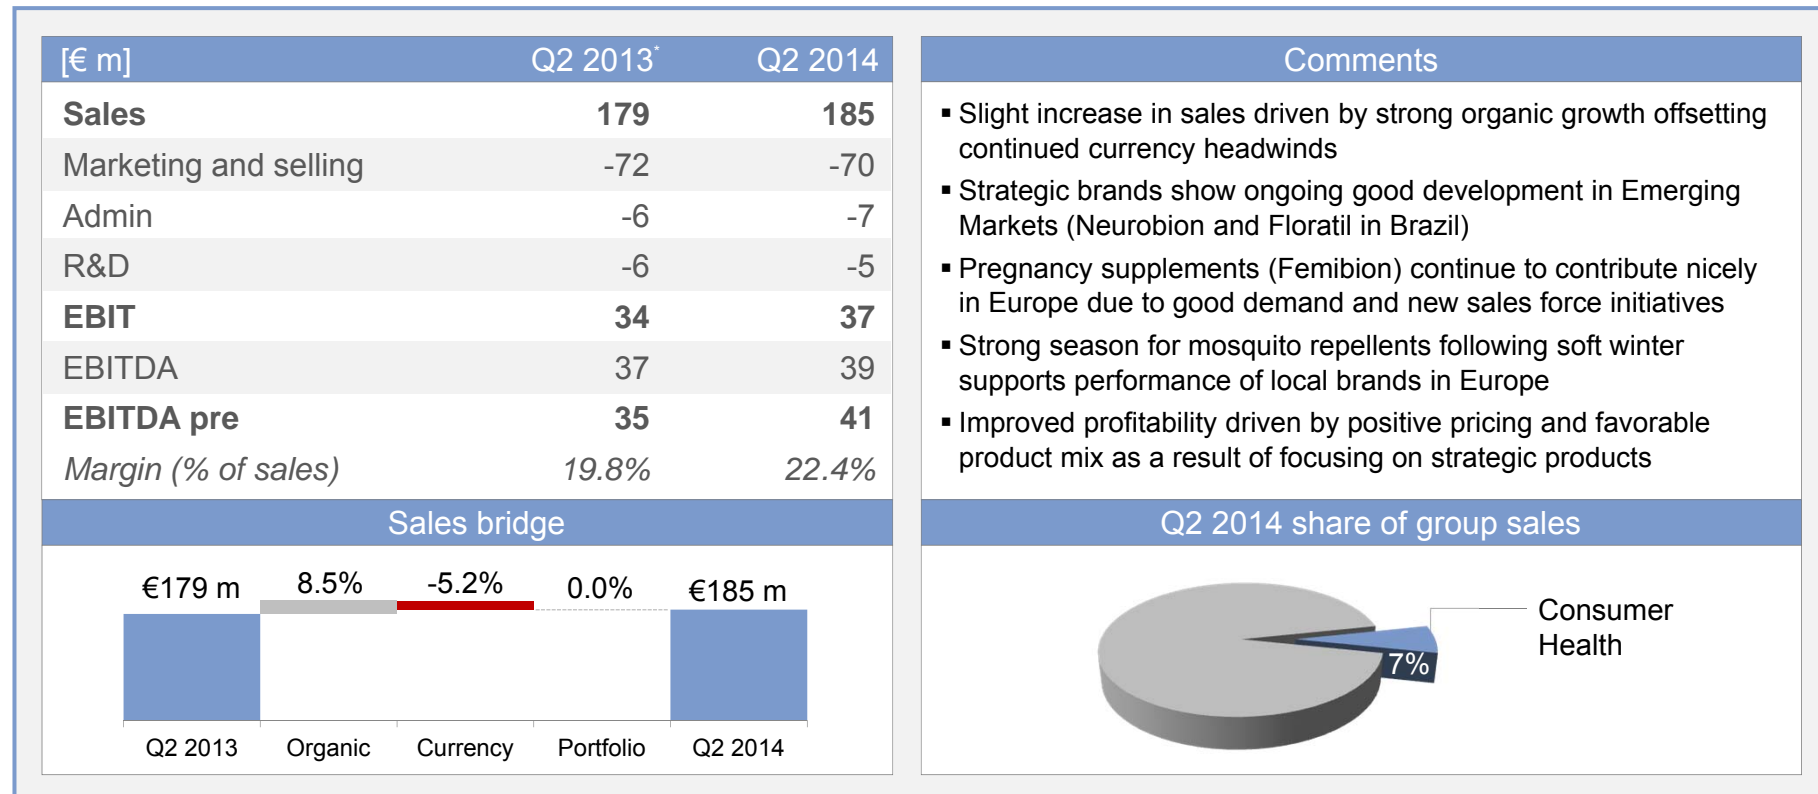 [€ m] Q2 2013* Q2 2014
Sales 179 185
Marketing and selling -72 -70
Admin -6 -7
R&D -6 -5
EBIT 34 37
EBITDA 37 39
EBITDA pre 35 41
Margin (% of sales) 19.8% 22.4%
Comments
▪ Slight increase in sales driven by strong organic growth offsetting
continued currency headwinds
▪ Strategic brands show ongoing good development in Emerging
Markets (Neurobion and Floratil in Brazil)
▪ Pregnancy supplements (Femibion) continue to contribute nicely
in Europe due to good demand and new sales force initiatives
▪ Strong season for mosquito repellents following soft winter
supports performance of local brands in Europe
▪ Improved profitability driven by positive pricing and favorable
product mix as a result of focusing on strategic products
Sales bridge
€179 m 8.5% -5.2% 0.0% €185 m
Q2 2013 Organic Currency Portfolio Q2 2014
Q2 2014 share of group sales
Consumer
Health
7%